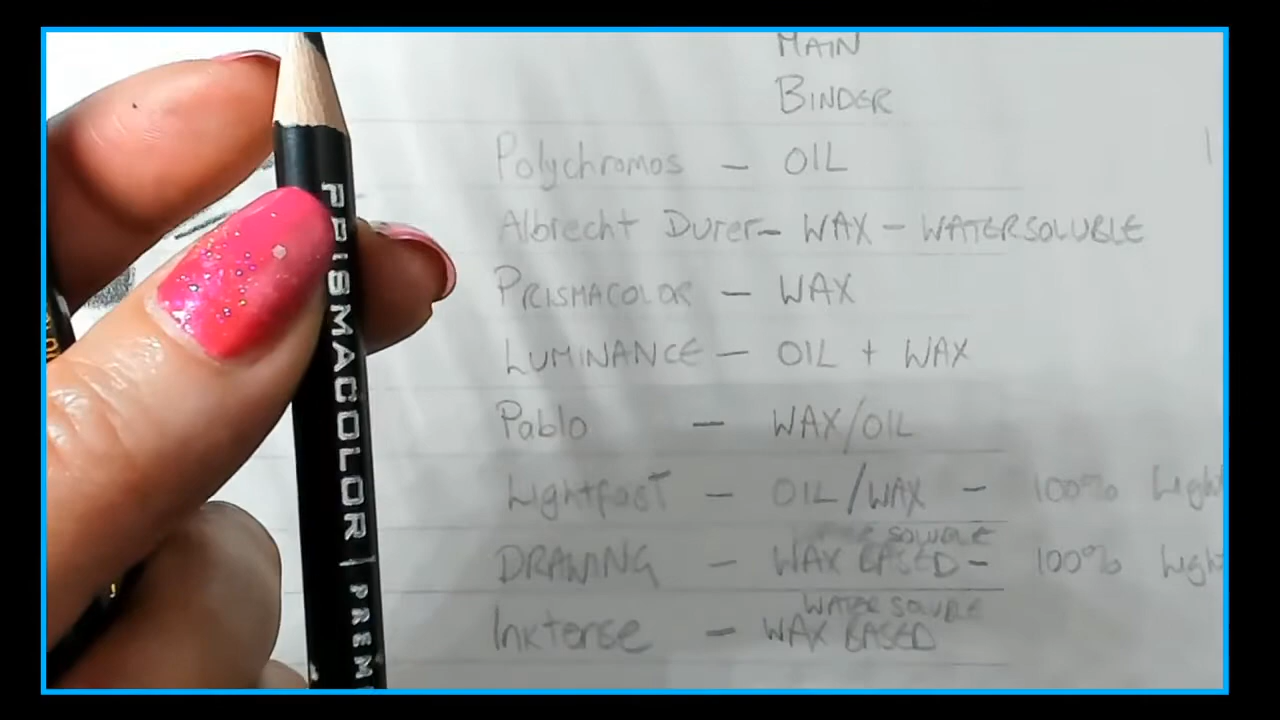 MAIN
BINDER
Polychromos - OIL
Albrecht Durer - WAX - WATERSOLUBLE
PRISMACOLOR - WAX
LUMINANCE - OIL + WAX
Pablo - WAX/OIL
Lightfast - OIL/WAX - 100% Light
SOLUBLE
DRAWING - WAX BASED - 100% Light
WATER SOLUBLE
Inktense - WAX BASED
PRISMACOLOR | PREM